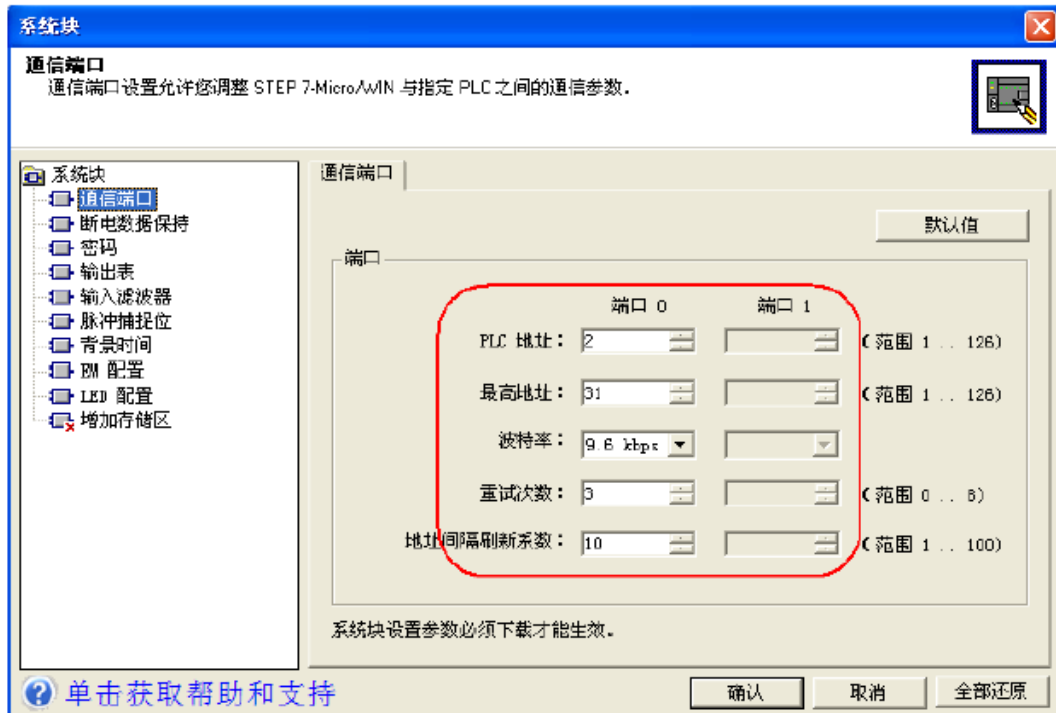 系统块
通信端口
通信端口设置允许您调整 STEP 7-Micro/WIN 与指定 PLC 之间的通信参数。
系统块
通信端口
断电数据保持
密码
输出表
输入滤波器
脉冲捕捉位
背景时间
EM 配置
LED 配置
增加存储区
通信端口
默认值
端口
端口 0 端口 1
PLC 地址： 2 (范围 1 .. 126)
最高地址： 31 (范围 1 .. 126)
波特率： 9.6 kbps
重试次数： 3 (范围 0 .. 8)
地址间隔刷新系数： 10 (范围 1 .. 100)
系统块设置参数必须下载才能生效。
单击获取帮助和支持
确认 取消 全部还原